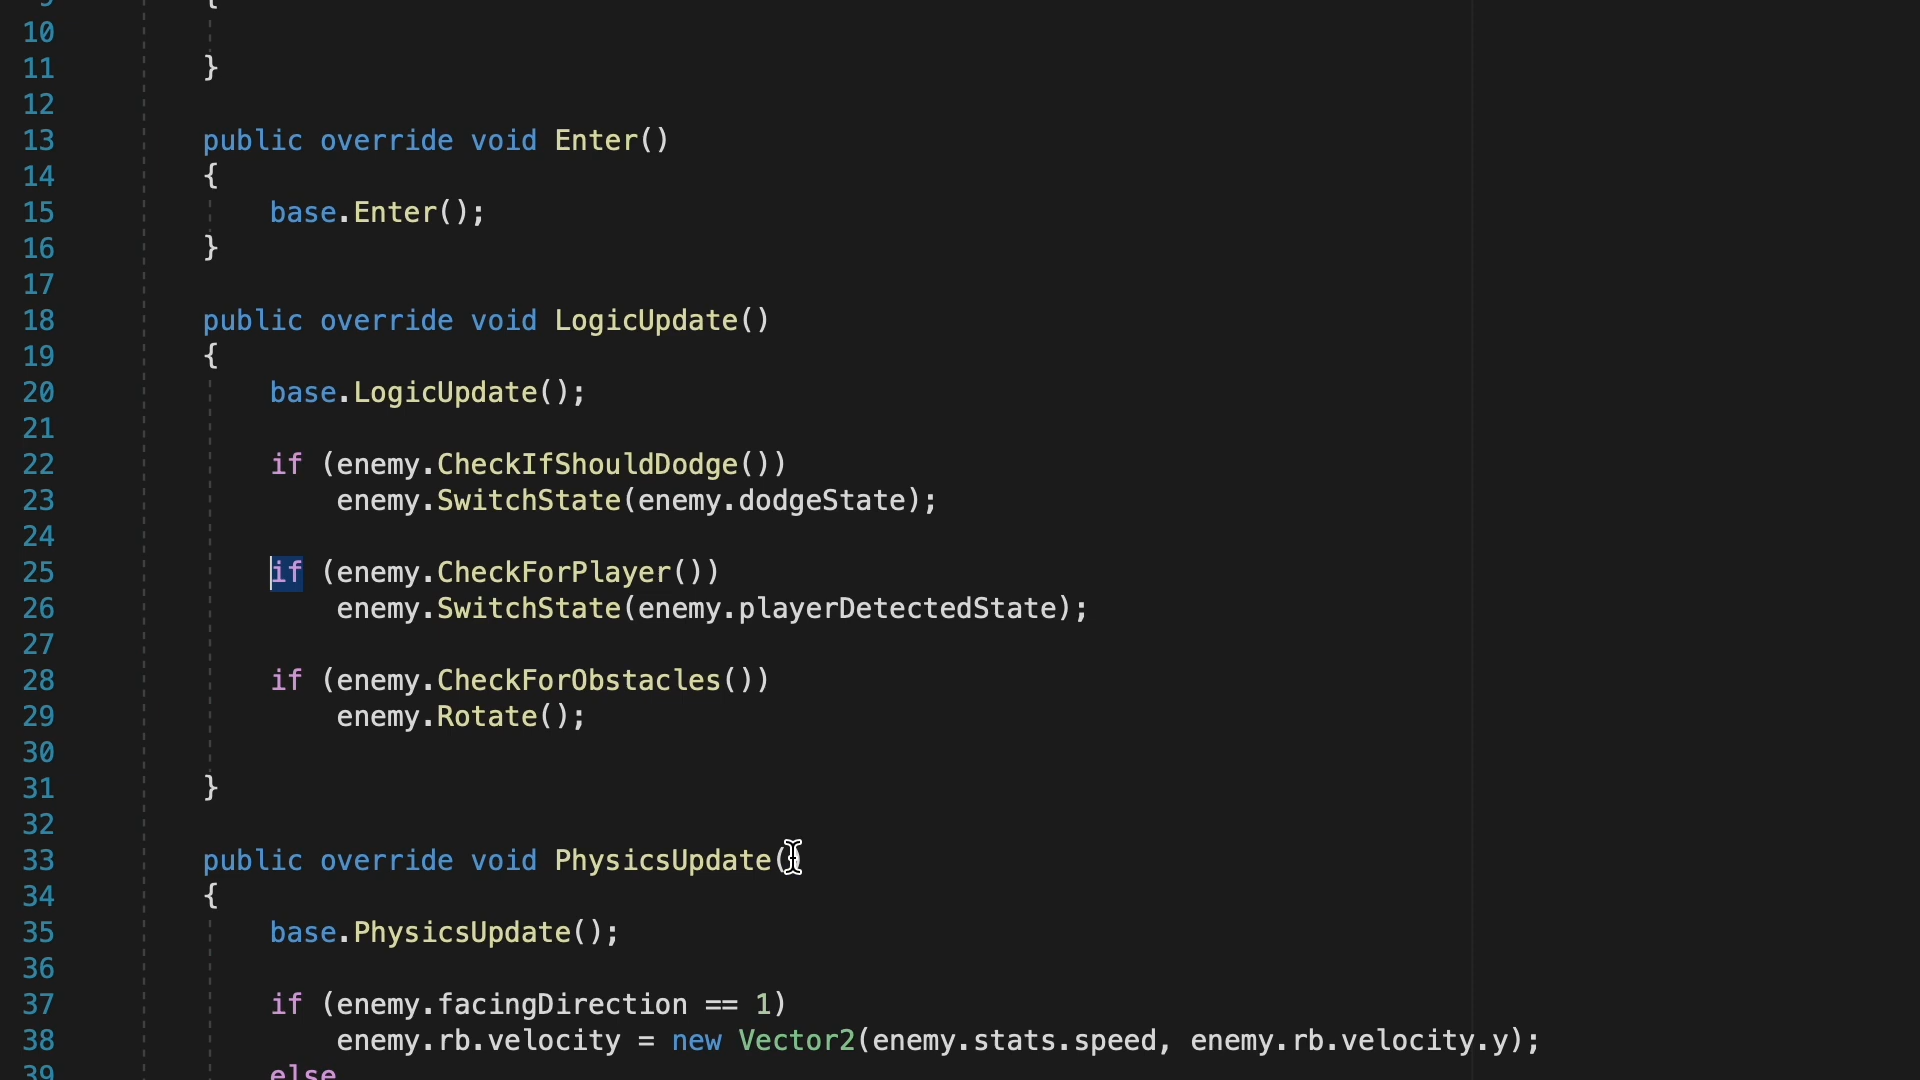 9 {
10
11 }
12
13 public override void Enter()
14 {
15 base.Enter();
16 }
17
18 public override void LogicUpdate()
19 {
20 base.LogicUpdate();
21
22 if (enemy.CheckIfShouldDodge())
23 enemy.SwitchState(enemy.dodgeState);
24
25 if (enemy.CheckForPlayer())
26 enemy.SwitchState(enemy.playerDetectedState);
27
28 if (enemy.CheckForObstacles())
29 enemy.Rotate();
30
31 }
32
33 public override void PhysicsUpdate()
34 {
35 base.PhysicsUpdate();
36
37 if (enemy.facingDirection == 1)
38 enemy.rb.velocity = new Vector2(enemy.stats.speed, enemy.rb.velocity.y);
39 else